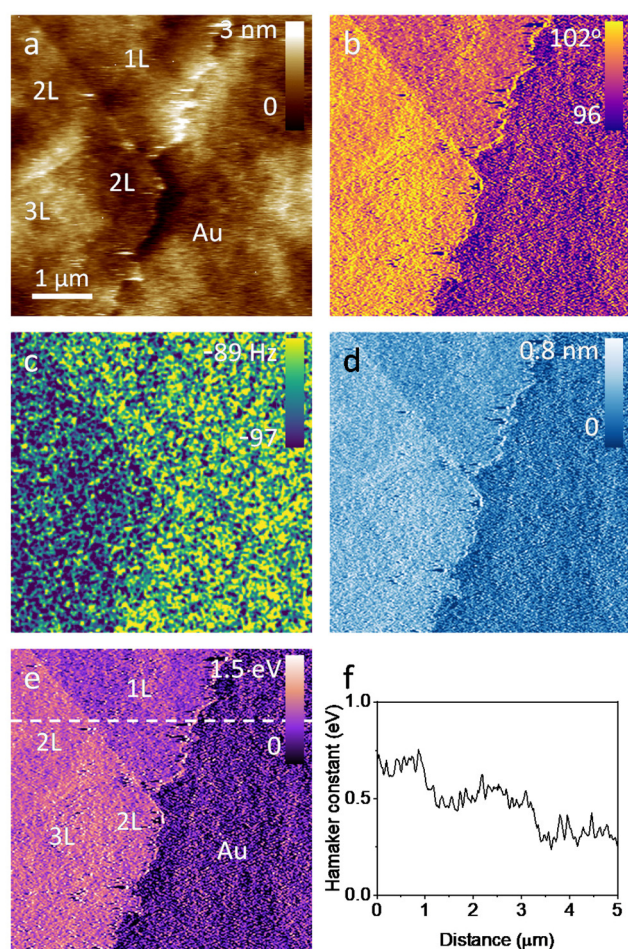 a
3 nm
1L
2L
0
2L
3L
Au
1 μm
b
102º
96
c
-89 Hz
-97
d
0.8 nm
0
e
1.5 eV
1L
0
2L
2L
3L
Au
f
1.0
0.5
0.0
Hamaker constant (eV)
0 1 2 3 4 5
Distance (μm)